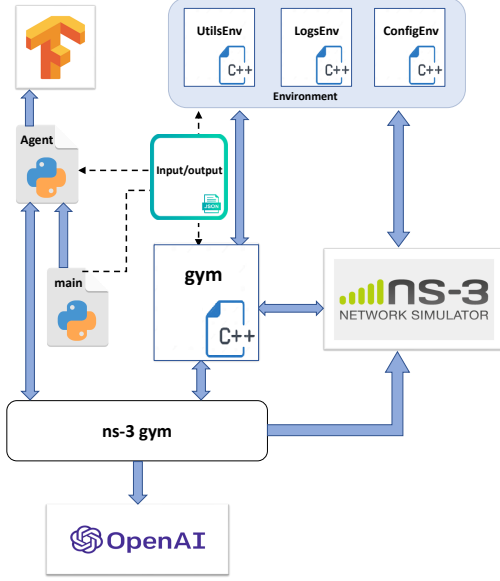 UtilsEnv
LogsEnv
ConfigEnv
C++
C++
C++
Environment
Agent
Input/output
JSON
main
gym
C++
ns-3
NETWORK SIMULATOR
ns-3 gym
OpenAI